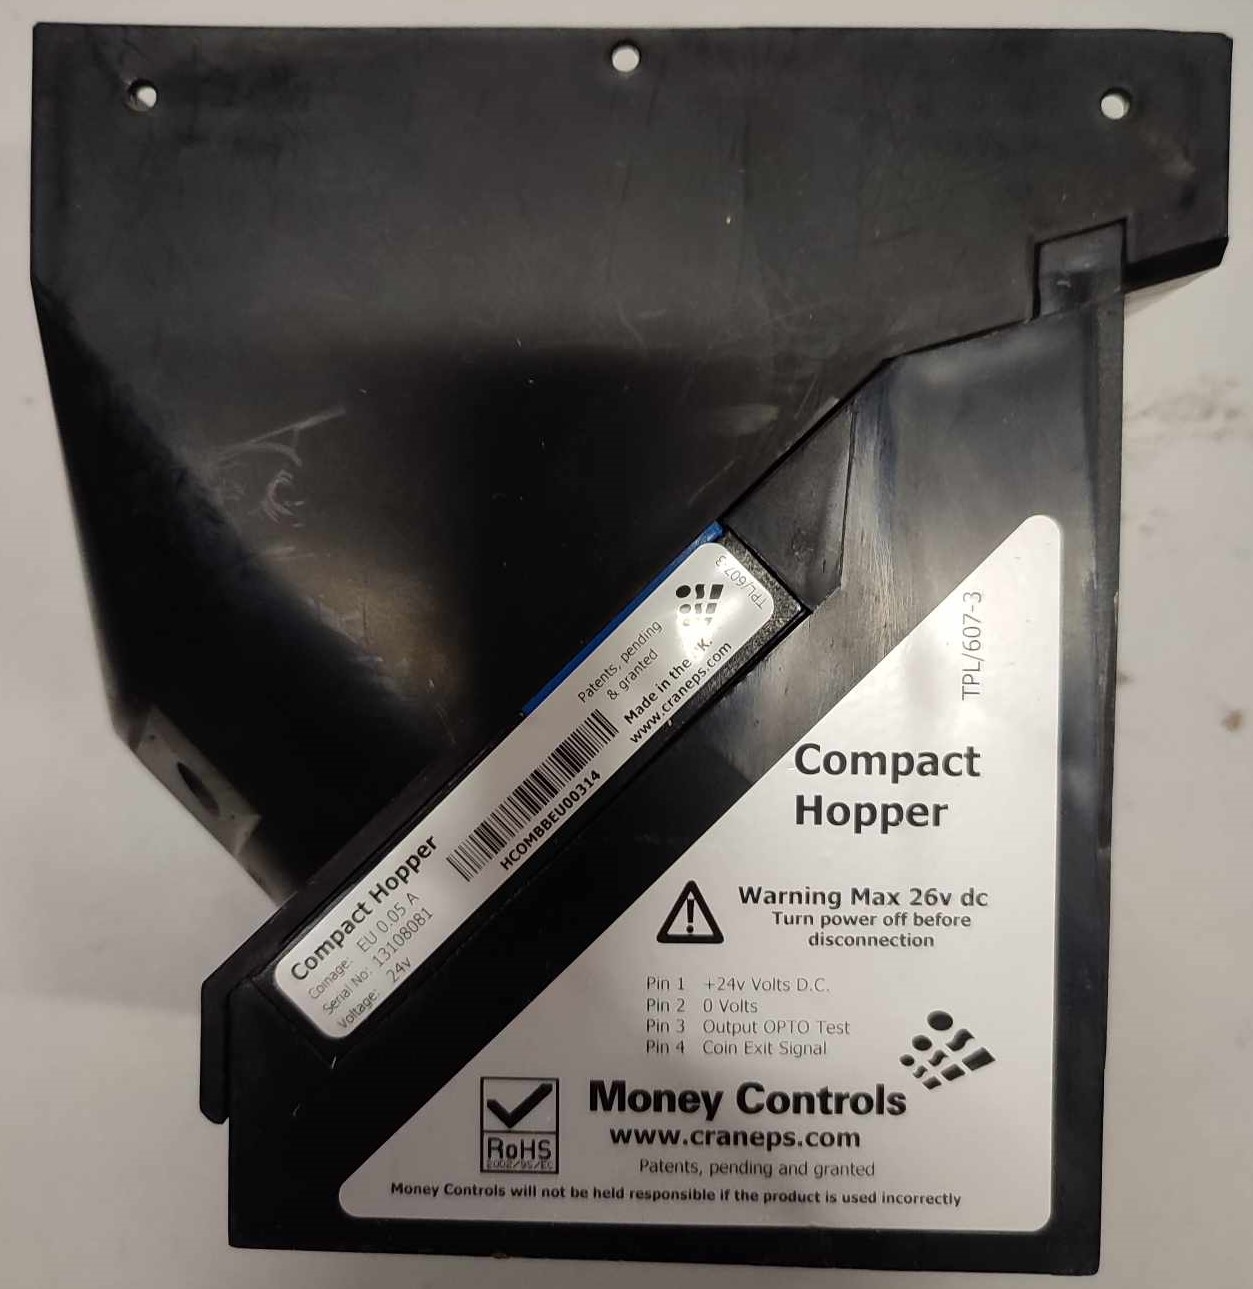 TPL/607-3
Patents, pending
& granted
Made in the
www.craneps.com
HCOMBBEU00314
Compact Hopper
Coinage: EU 0.05 A
Serial No: 13108081
Voltage: 24v
TPL/607-3
Compact
Hopper
Warning Max 26v dc
Turn power off before
disconnection
Pin 1 +24v Volts D.C.
Pin 2 0 Volts
Pin 3 Output OPTO Test
Pin 4 Coin Exit Signal
Money Controls
www.craneps.com
RoHS
2002/95/EC
Patents, pending and granted
Money Controls will not be held responsible if the product is used incorrectly